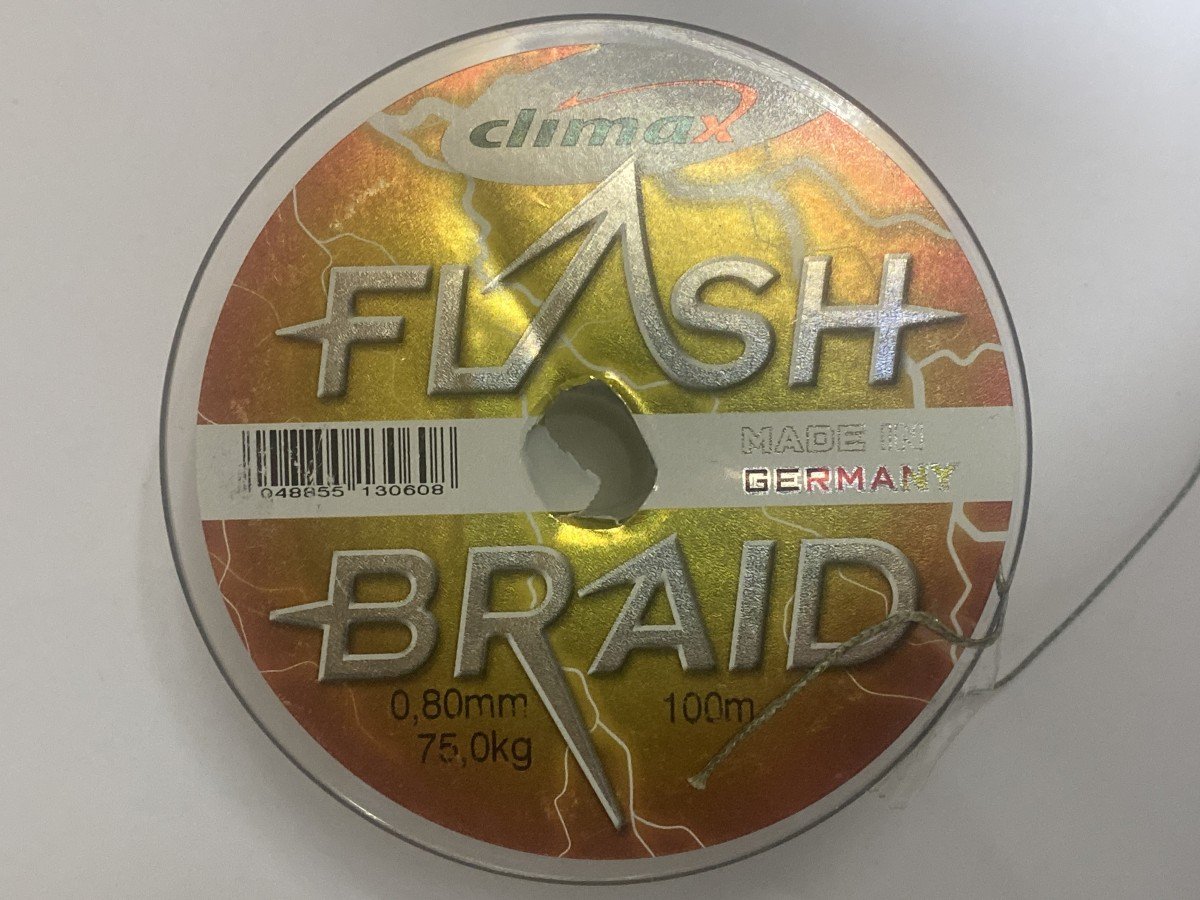 climax
FLASH
048855 130608
MADE IN
GERMANY
BRAID
0,80mm 100m
75,0kg